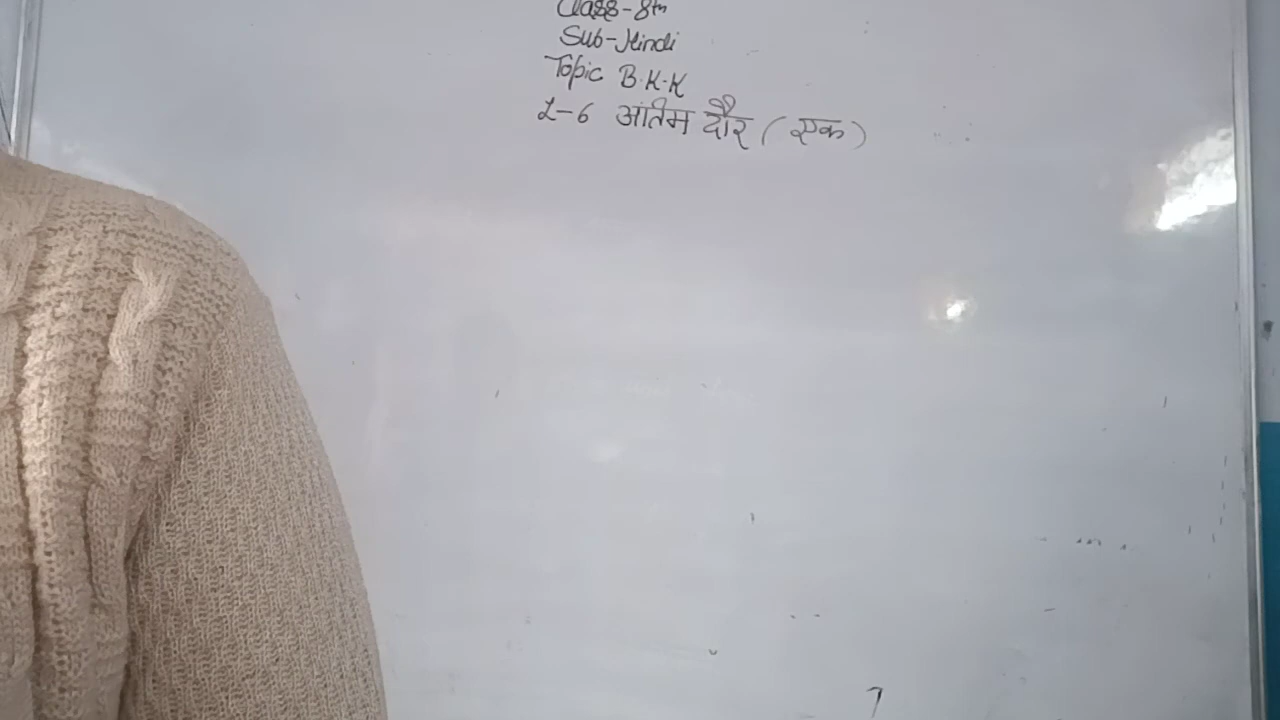 Class-8th
Sub-Hindi
Topic B.K.K
L-6 अंतिम दौर (एक)